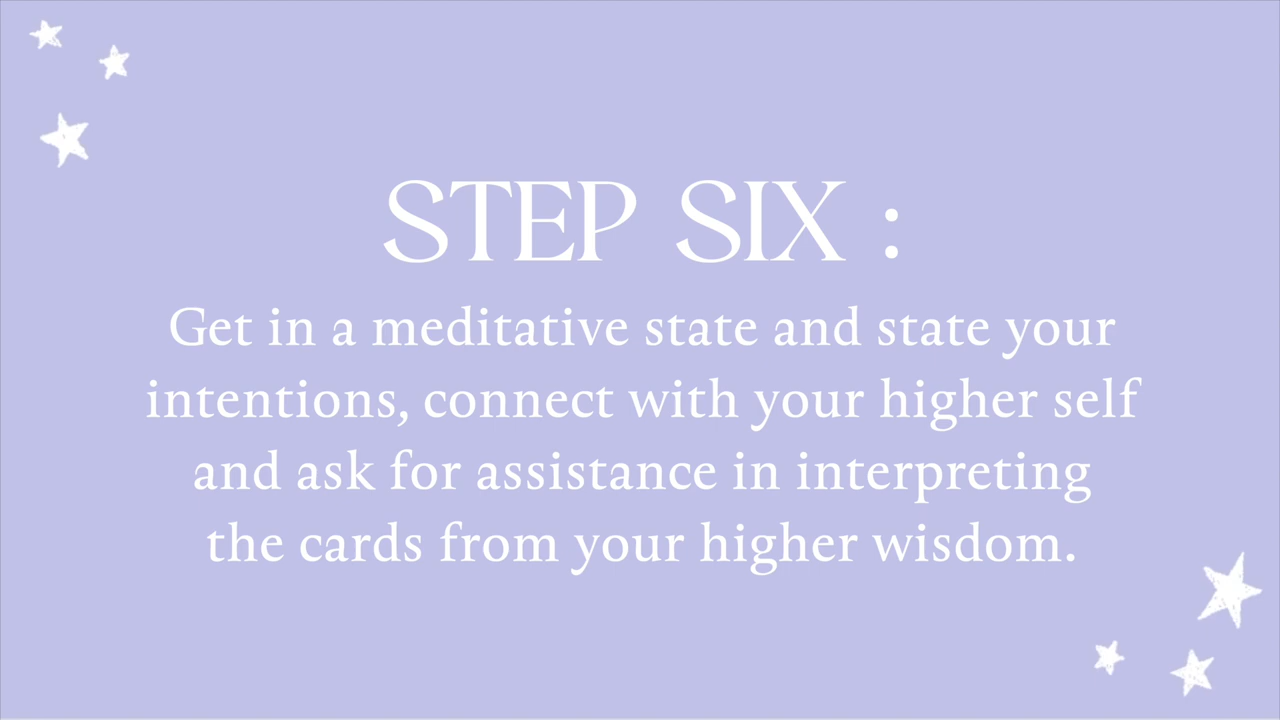 STEP SIX :
Get in a meditative state and state your
intentions, connect with your higher self
and ask for assistance in interpreting
the cards from your higher wisdom.